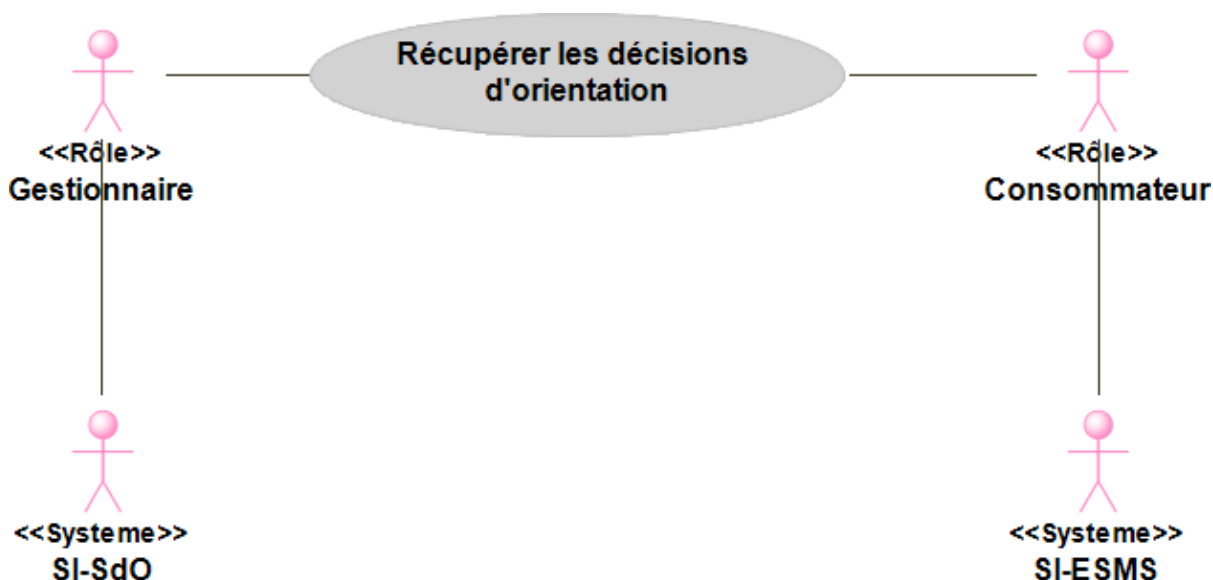 Récupérer les décisions
d'orientation
<<Rôle>>
Gestionnaire
<<Rôle>>
Consommateur
<<Systeme>>
SI-SdO
<<Systeme>>
SI-ESMS